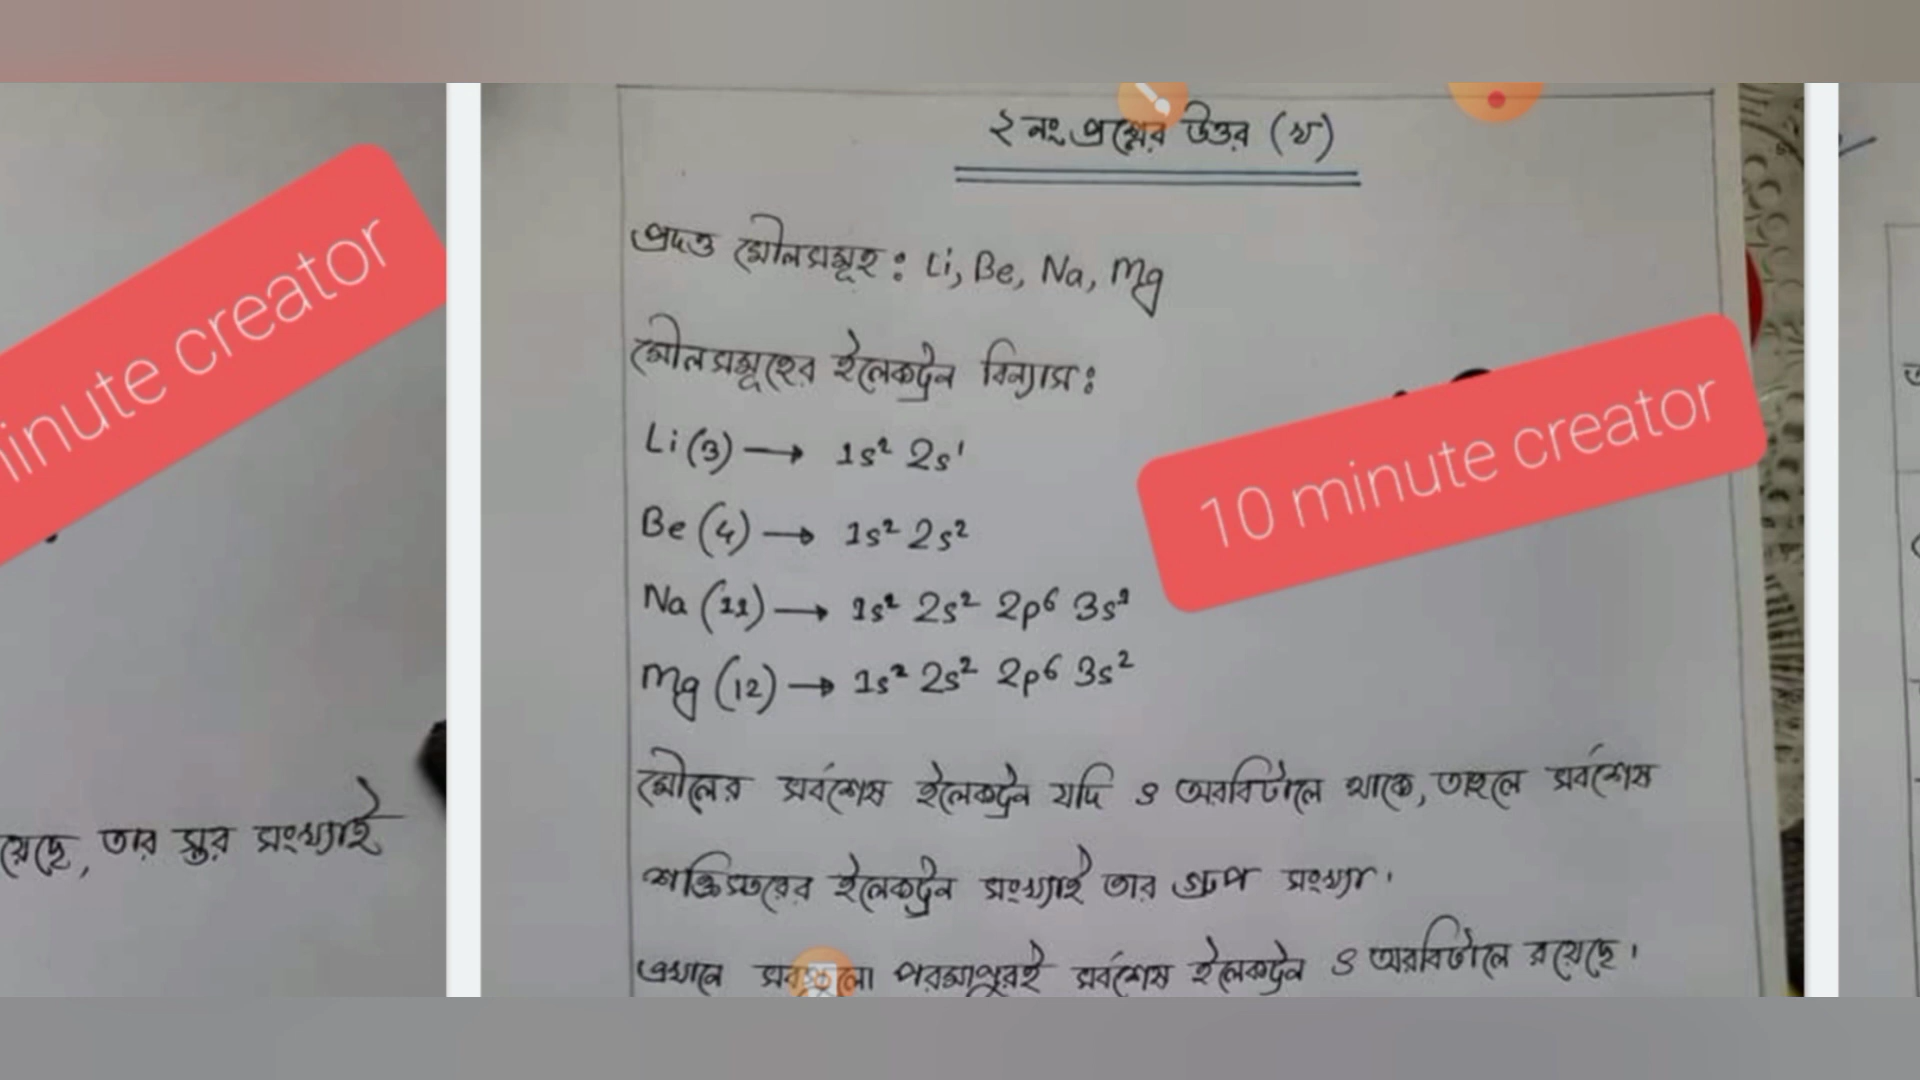 ২ নং প্রশ্নের উত্তর (খ)
প্রদত্ত মৌলসমূহ : Li, Be, Na, Mg
মৌলসমূহের ইলেকট্রন বিন্যাস :
Li (3) → 1s² 2s¹
Be (4) → 1s² 2s²
Na (11) → 1s² 2s² 2p⁶ 3s¹
Mg (12) → 1s² 2s² 2p⁶ 3s²
মৌলের সর্বশেষ ইলেকট্রন যদি s অরবিটালে থাকে, তাহলে সর্বশেষ
শক্তিস্তরের ইলেকট্রন সংখ্যাই তার গ্রুপ সংখ্যা।
এখানে সবগুলো পরমাণুরই সর্বশেষ ইলেকট্রন s অরবিটালে রয়েছে।
10 minute creator
inute creator
য়েছে, তার স্তর সংখ্যাই